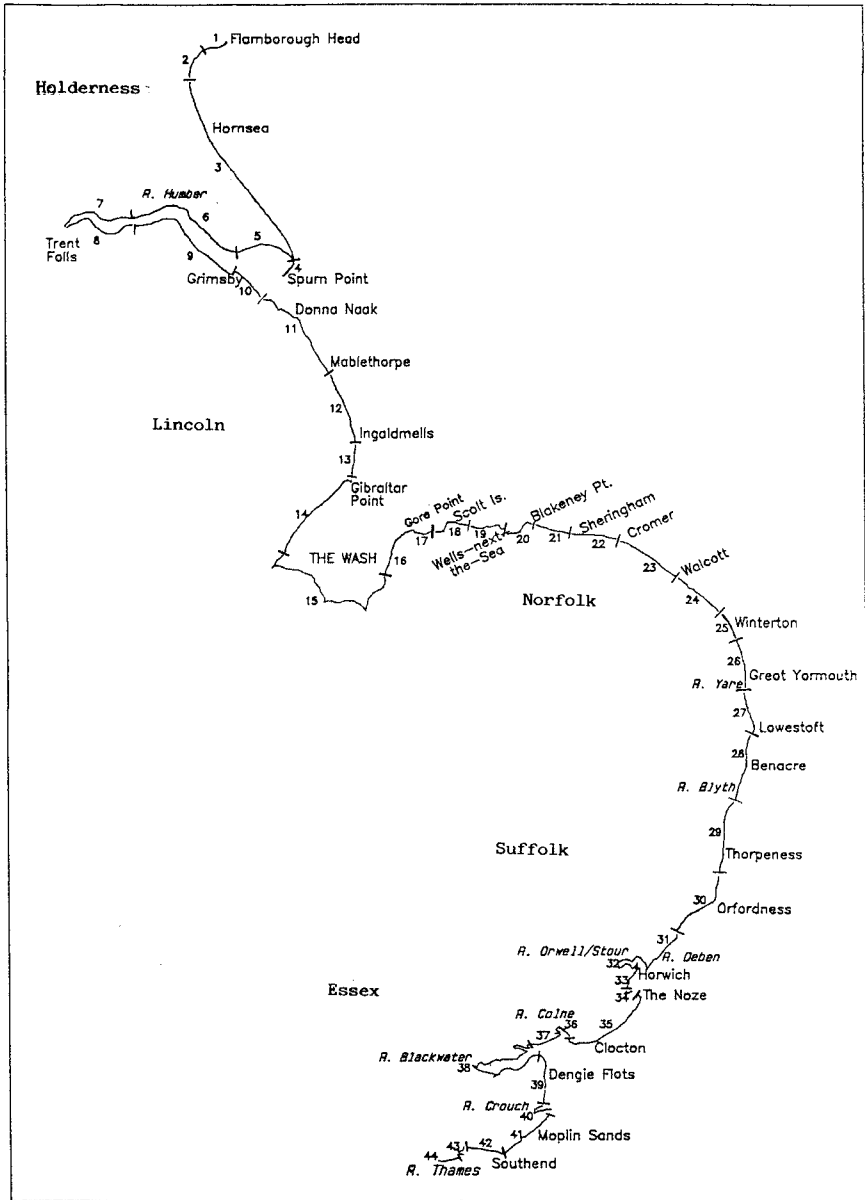 1
Flamborough Head
2
Holderness
Hornsea
3
R. Humber
7
6
5
8
Trent
Falls
9
4
Grimsby
Spurn Point
10
Donna Naak
11
Mablethorpe
12
Lincoln
Ingoldmells
13
Gibraltar
Point
14
Gore Point
Scolt Is.
Blakeney Pt.
Sheringham
Cromer
17
18
19
20
21
22
Wells-next
the-Sea
THE WASH
16
23
Walcott
15
24
Norfolk
25
Winterton
26
Great Yarmouth
R. Yare
27
Lowestoft
28
Benacre
R. Blyth
29
Suffolk
Thorpeness
30
Orfordness
31
R. Orwell/Stour
32
R. Deben
Harwich
33
Essex
34
The Naze
R. Colne
36
35
37
Clacton
R. Blackwater
38
Dengie Flats
39
R. Crouch
40
41
Maplin Sands
43
42
44
Southend
R. Thames